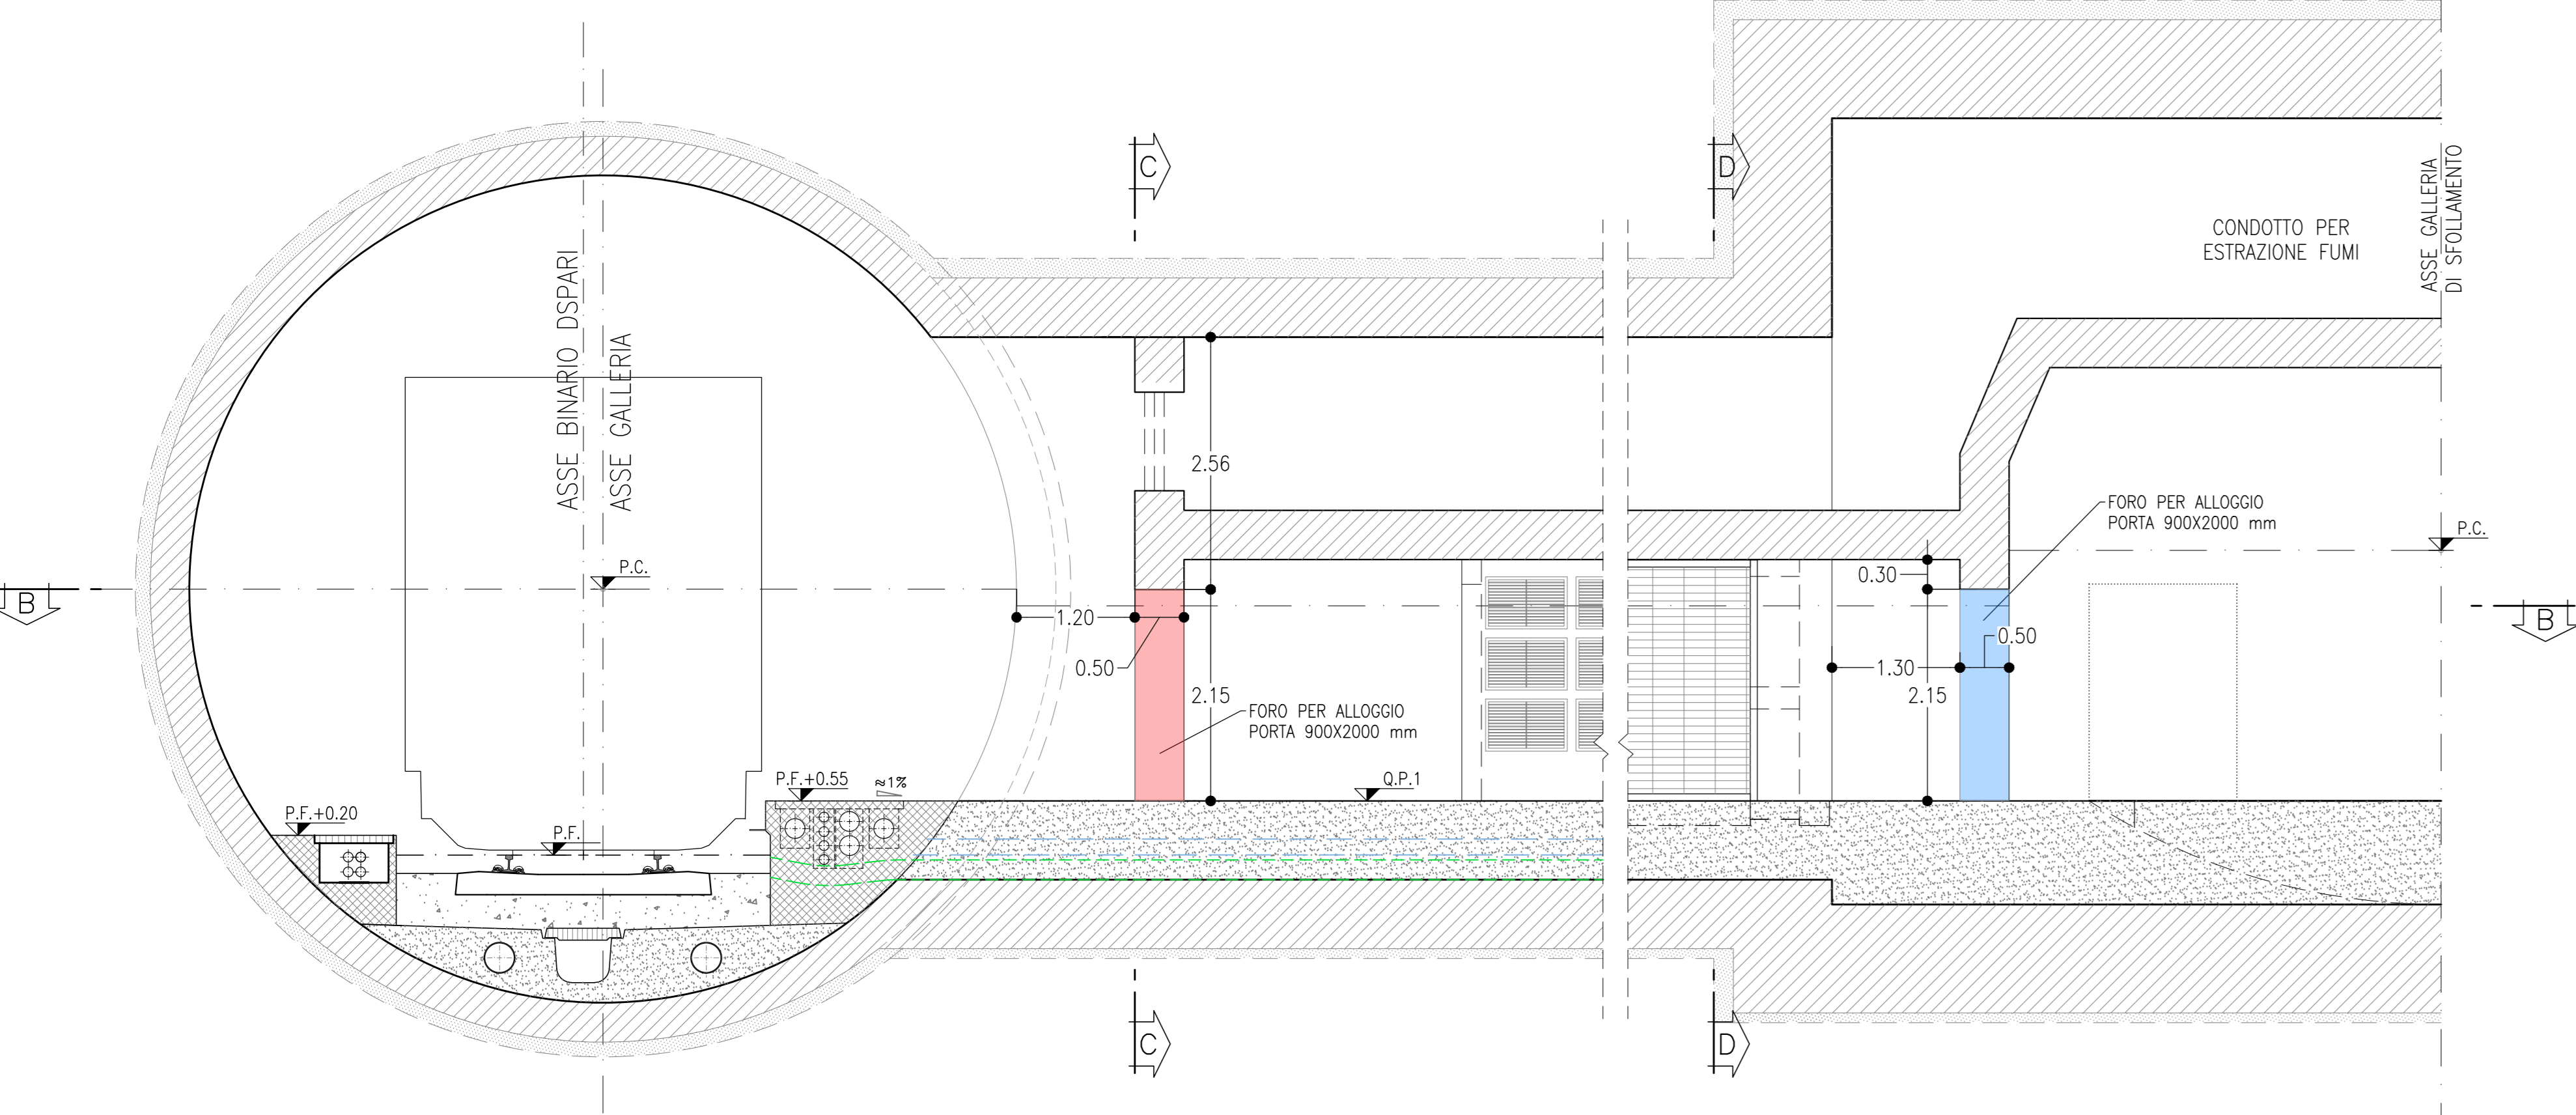 C
D
ASSE GALLERIA
DI SFOLLAMENTO
CONDOTTO PER
ESTRAZIONE FUMI
ASSE BINARIO DSPARI
ASSE GALLERIA
2.56
FORO PER ALLOGGIO
PORTA 900X2000 mm
P.C.
P.C.
0.30
B
1.20
B
0.50
0.50
1.30
2.15
2.15
FORO PER ALLOGGIO
PORTA 900X2000 mm
P.F.+0.55
≈1%
Q.P.1
P.F.+0.20
P.F.
C
D